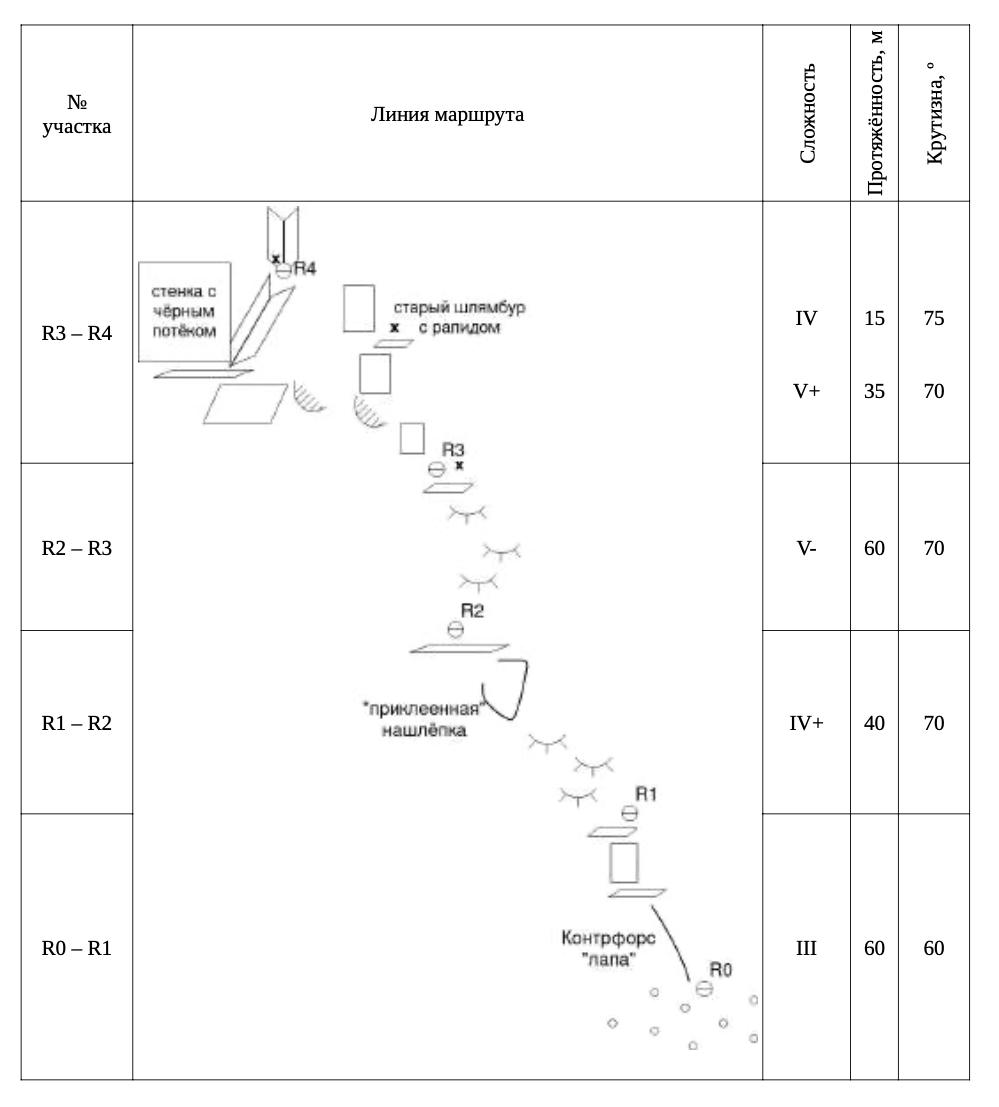 №
участка
Линия маршрута
Сложность
Протяжённость, м
Крутизна, °
R3 – R4
R4
стенка с
чёрным
потёком
старый шлямбур
x с рапидом
IV 15 75
V+ 35 70
R3
x
R2 – R3
V- 60 70
R2
R1 – R2
"приклеенная"
нашлёпка
IV+ 40 70
R1
R0 – R1
Контрфорс
"лапа"
III 60 60
R0